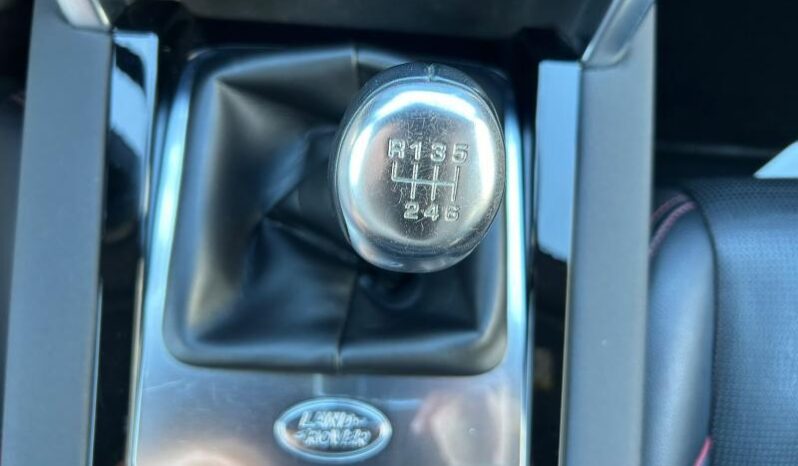 R135
246
LAND-
-ROVER